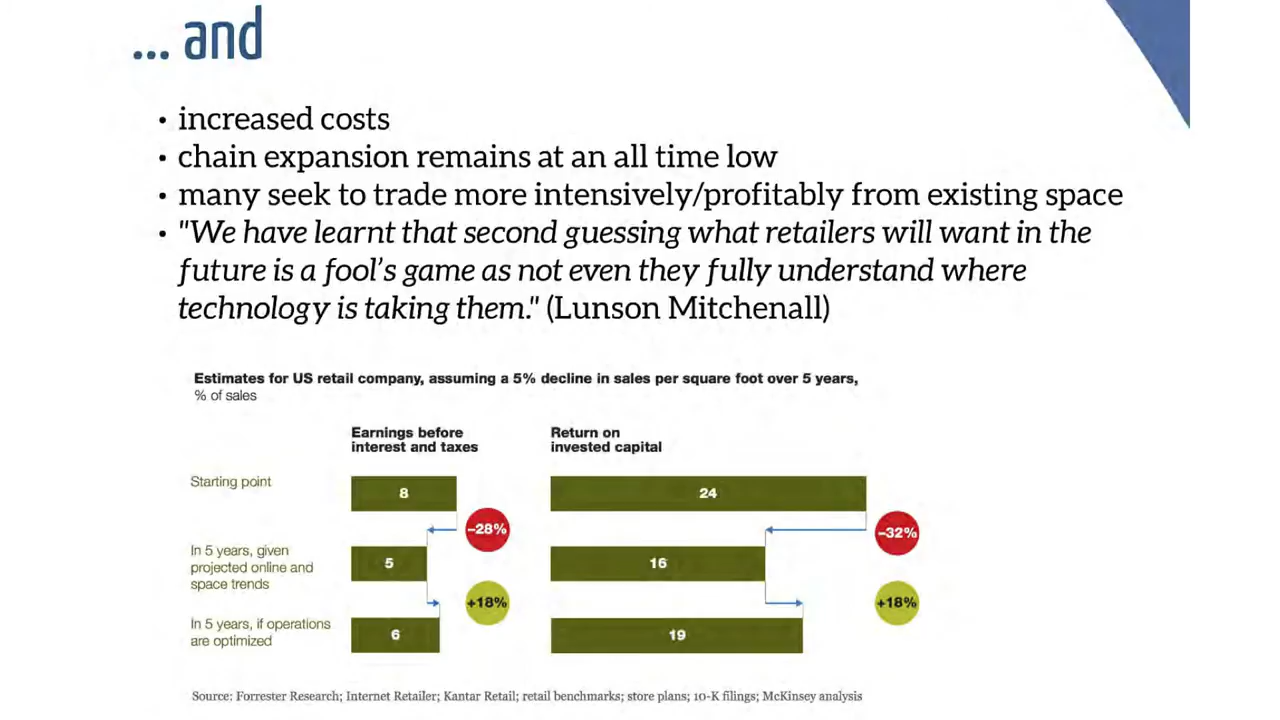 ... and
• increased costs
• chain expansion remains at an all time low
• many seek to trade more intensively/profitably from existing space
• "We have learnt that second guessing what retailers will want in the
future is a fool's game as not even they fully understand where
technology is taking them." (Lunson Mitchenall)
Estimates for US retail company, assuming a 5% decline in sales per square foot over 5 years,
% of sales
Earnings before
interest and taxes
Return on
invested capital
Starting point
8
24
–28%
–32%
In 5 years, given
projected online and
space trends
5
16
+18%
+18%
In 5 years, if operations
are optimized
6
19
Source: Forrester Research; Internet Retailer; Kantar Retail; retail benchmarks; store plans; 10-K filings; McKinsey analysis